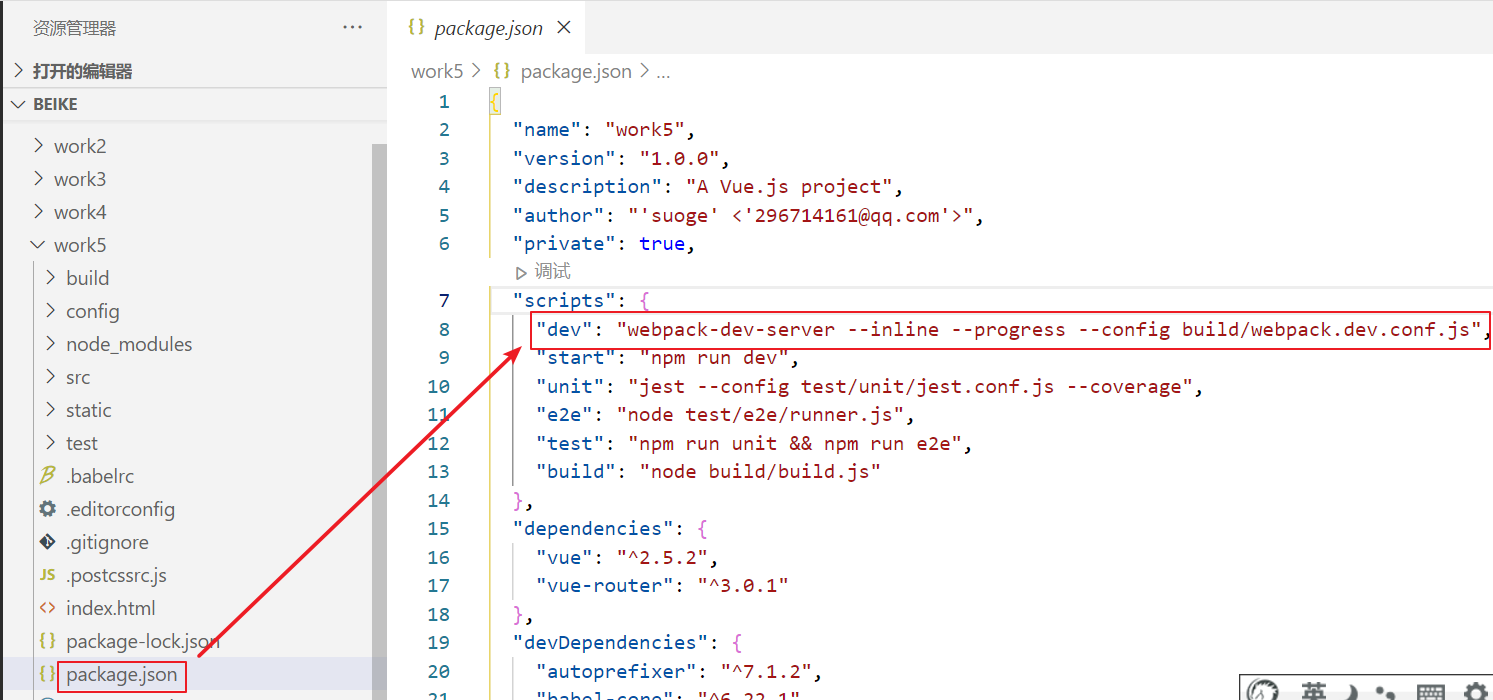 资源管理器
···
打开的编辑器
BEIKE
work2
work3
work4
work5
build
config
node_modules
src
static
test
.babelrc
.editorconfig
.gitignore
JS .postcssrc.js
index.html
package-lock.json
package.json
{} package.json
work5 > {} package.json > ...
1 {
2 "name": "work5",
3 "version": "1.0.0",
4 "description": "A Vue.js project",
5 "author": "'suoge' <'296714161@qq.com'>",
6 "private": true,
调试
7 "scripts": {
8 "dev": "webpack-dev-server --inline --progress --config build/webpack.dev.conf.js",
9 "start": "npm run dev",
10 "unit": "jest --config test/unit/jest.conf.js --coverage",
11 "e2e": "node test/e2e/runner.js",
12 "test": "npm run unit && npm run e2e",
13 "build": "node build/build.js"
14 },
15 "dependencies": {
16 "vue": "^2.5.2",
17 "vue-router": "^3.0.1"
18 },
19 "devDependencies": {
20 "autoprefixer": "^7.1.2",
21 "babel-core": "^6.22.1",
英